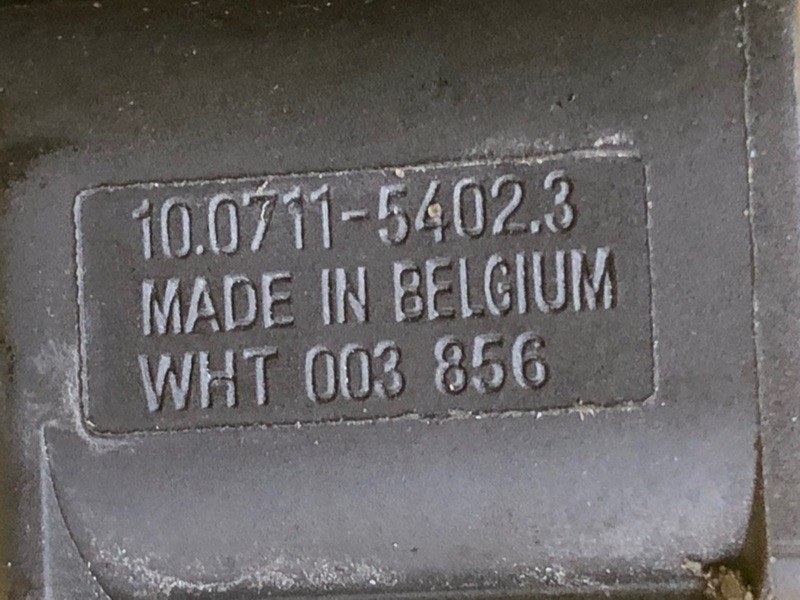 10.0711-5402.3
MADE IN BELGIUM
WHT 003 856